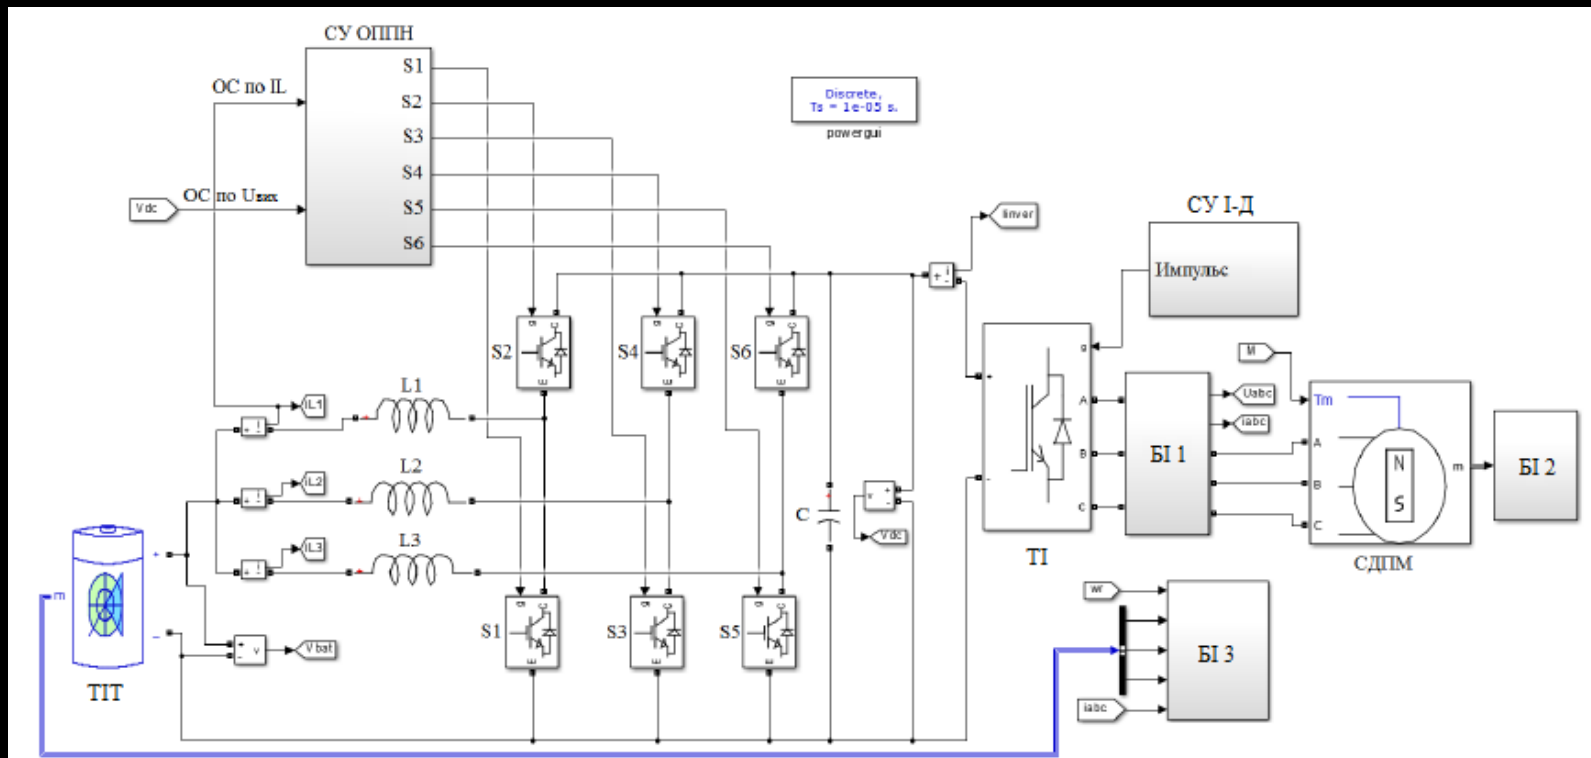 СУ ОППН
S1
ОС по IL
S2
S3
S4
ОС по Uвих
Vdc
S5
S6
Discrete,
Ts = 1e-05 s.
powergui
Iinver
СУ І-Д
Импульс
g
C
g
C
g
C
S2
S4
S6
E
E
E
+
i
-
g
+
A
B
C
-
ТІ
M
Uabc
iabc
БІ 1
Tm
A
B
C
N
S
m
СДПМ
БІ 2
L1
iL1
+
i
L2
iL2
+
i
L3
iL3
+
i
C
+
v
-
Vdc
m
+
−
ТІТ
+
v
-
Vbat
g
C
g
C
g
C
S1
S3
S5
E
E
E
wr
БІ 3
iabc